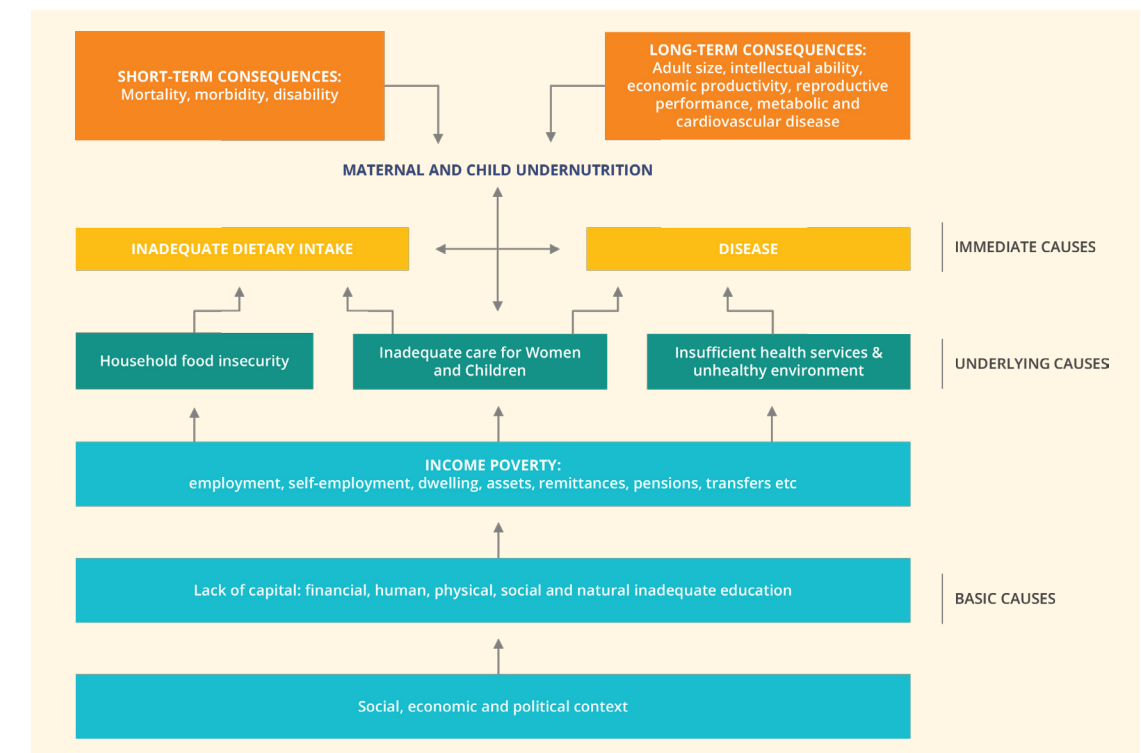 SHORT-TERM CONSEQUENCES:
Mortality, morbidity, disability
LONG-TERM CONSEQUENCES:
Adult size, intellectual ability,
economic productivity, reproductive
performance, metabolic and
cardiovascular disease
MATERNAL AND CHILD UNDERNUTRITION
INADEQUATE DIETARY INTAKE
DISEASE
IMMEDIATE CAUSES
Household food insecurity
Inadequate care for Women
and Children
Insufficient health services &
unhealthy environment
UNDERLYING CAUSES
INCOME POVERTY:
employment, self-employment, dwelling, assets, remittances, pensions, transfers etc
Lack of capital: financial, human, physical, social and natural inadequate education
BASIC CAUSES
Social, economic and political context